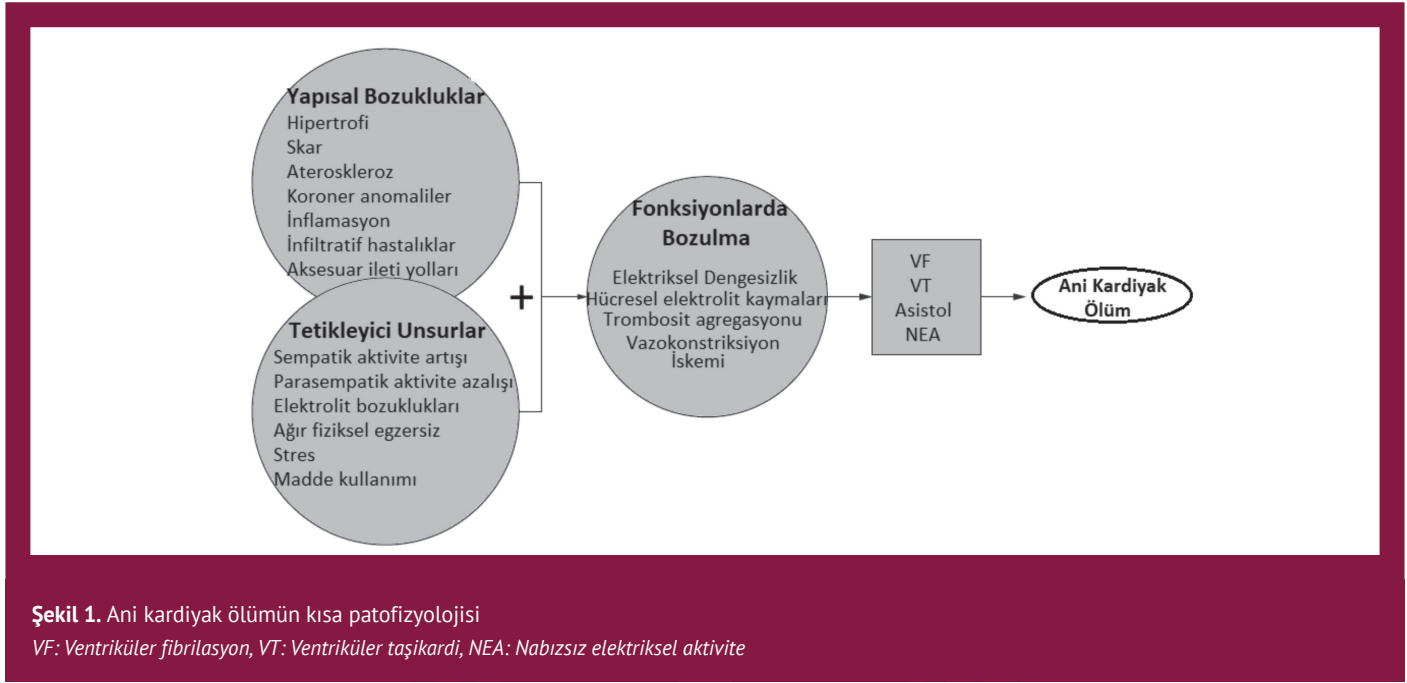 Yapısal Bozukluklar
Hipertrofi
Skar
Ateroskleroz
Koroner anomaliler
İnflamasyon
İnfiltratif hastalıklar
Aksesuar ileti yolları
Tetikleyici Unsurlar
Sempatik aktivite artışı
Parasempatik aktivite azalışı
Elektrolit bozuklukları
Ağır fiziksel egzersiz
Stres
Madde kullanımı
+
Fonksiyonlarda
Bozulma
Elektriksel Dengesizlik
Hücresel elektrolit kaymaları
Trombosit agregasyonu
Vazokonstriksiyon
İskemi
VF
VT
Asistol
NEA
Ani Kardiyak
Ölüm
Şekil 1. Ani kardiyak ölümün kısa patofizyolojisi
VF: Ventriküler fibrilasyon, VT: Ventriküler taşikardi, NEA: Nabızsız elektriksel aktivite